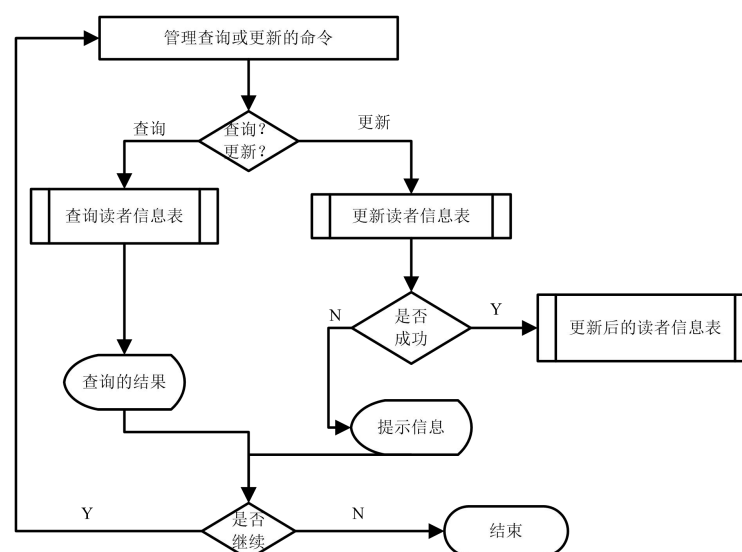 管理查询或更新的命令
查询
查询？
更新？
更新
查询读者信息表
更新读者信息表
N
是否
成功
Y
更新后的读者信息表
查询的结果
提示信息
Y
是否
继续
N
结束